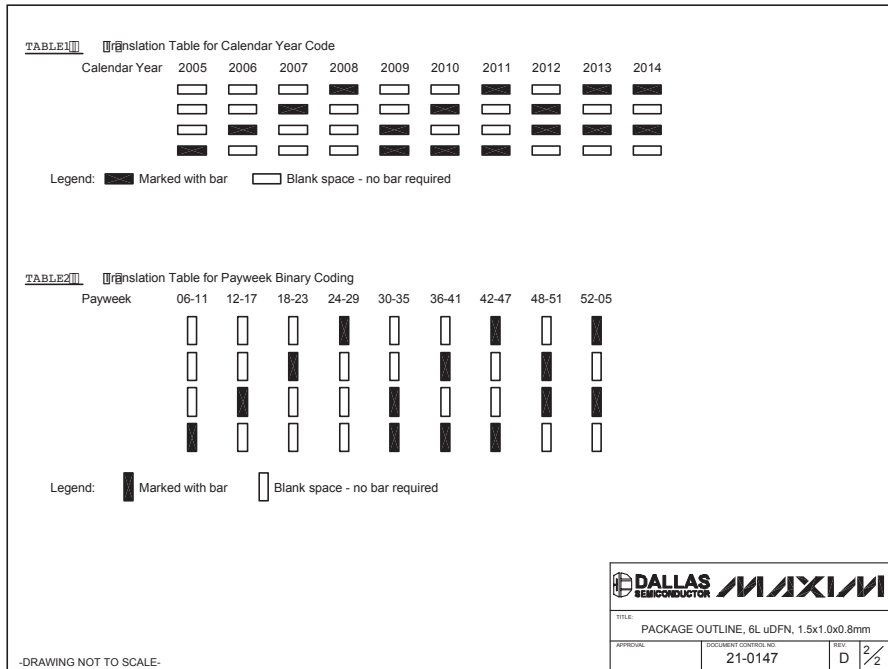 TABLE1 Translation Table for Calendar Year Code
Calendar Year 2005 2006 2007 2008 2009 2010 2011 2012 2013 2014
Legend: Marked with bar Blank space - no bar required
TABLE2 Translation Table for Payweek Binary Coding
Payweek 06-11 12-17 18-23 24-29 30-35 36-41 42-47 48-51 52-05
Legend: Marked with bar Blank space - no bar required
DALLAS SEMICONDUCTOR MAXIM
TITLE:
PACKAGE OUTLINE, 6L uDFN, 1.5x1.0x0.8mm
APPROVAL DOCUMENT CONTROL NO. REV.
21-0147 D 2/2
-DRAWING NOT TO SCALE-